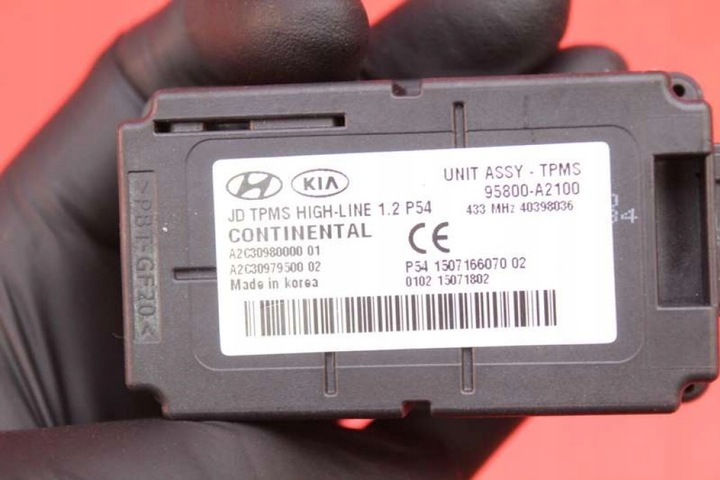 KIA
UNIT ASSY - TPMS
95800-A2100
JD TPMS HIGH-LINE 1.2 P54
433 MHz 40398036
CONTINENTAL
CE
A2C30980000 01
A2C30979500 02
P54 1507166070 02
Made in korea
0102 15071802
>PBT-GF20<